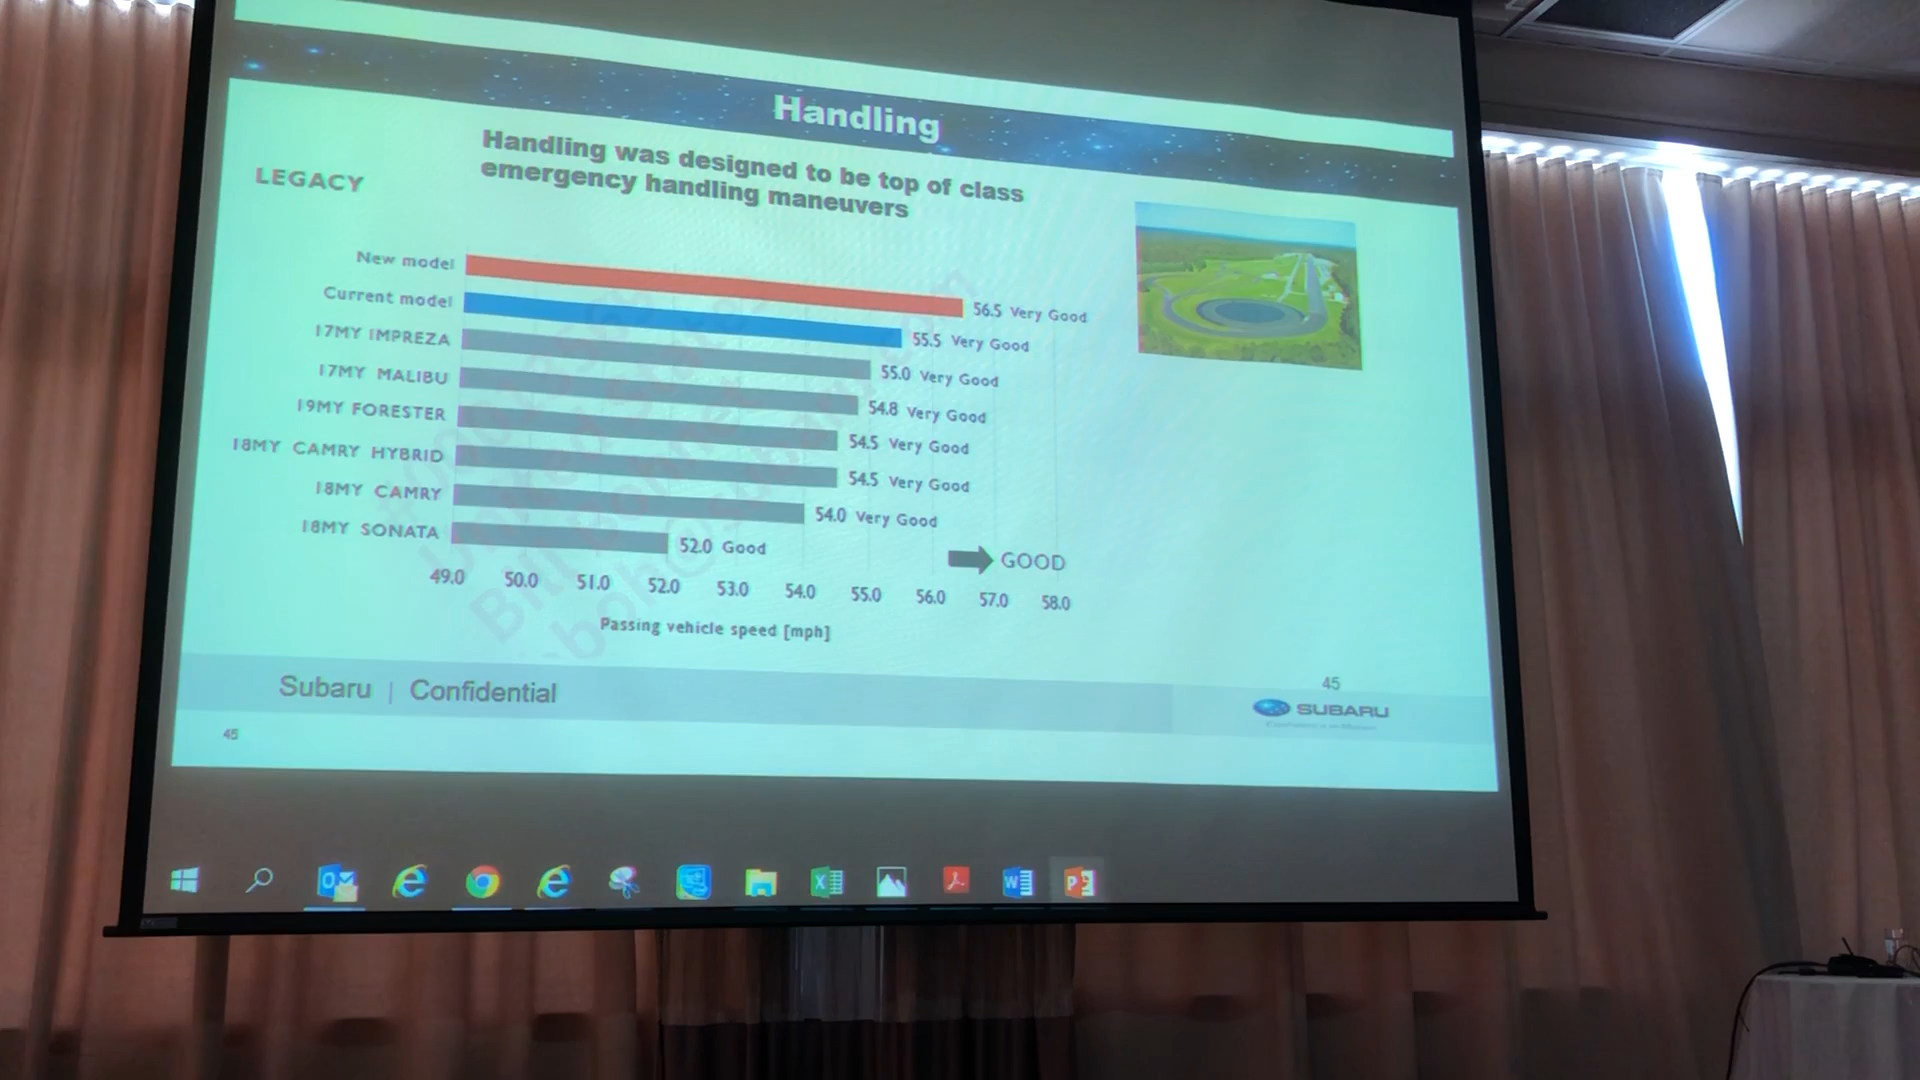 Handling
Handling was designed to be top of class
emergency handling maneuvers
LEGACY
New model
56.5 Very Good
Current model
55.5 Very Good
17MY IMPREZA
55.0 Very Good
17MY MALIBU
54.8 Very Good
19MY FORESTER
54.5 Very Good
18MY CAMRY HYBRID
54.5 Very Good
18MY CAMRY
54.0 Very Good
18MY SONATA
52.0 Good
GOOD
49.0 50.0 51.0 52.0 53.0 54.0 55.0 56.0 57.0 58.0
Passing vehicle speed [mph]
Subaru | Confidential
45
SUBARU
45